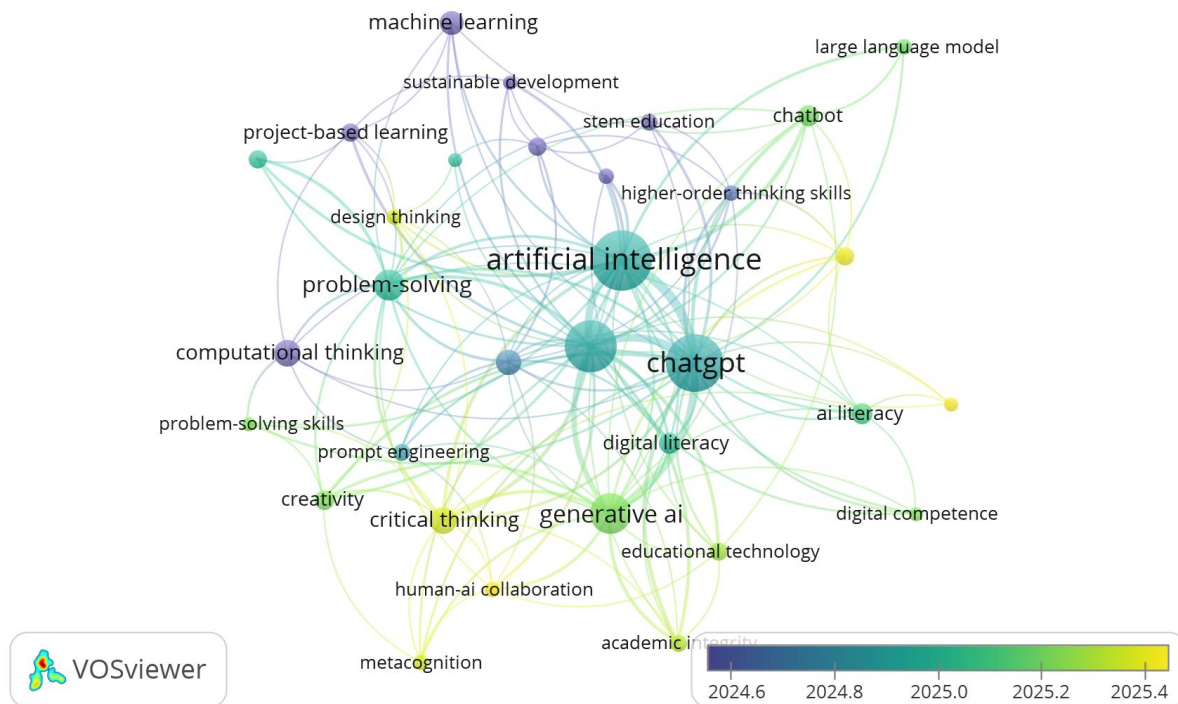 machine learning
large language model
sustainable development
chatbot
stem education
project-based learning
higher-order thinking skills
design thinking
artificial intelligence
problem-solving
computational thinking
chatgpt
ai literacy
problem-solving skills
digital literacy
prompt engineering
creativity
critical thinking
generative ai
digital competence
educational technology
human-ai collaboration
academic integrity
metacognition
VOSviewer
2024.6 2024.8 2025.0 2025.2 2025.4